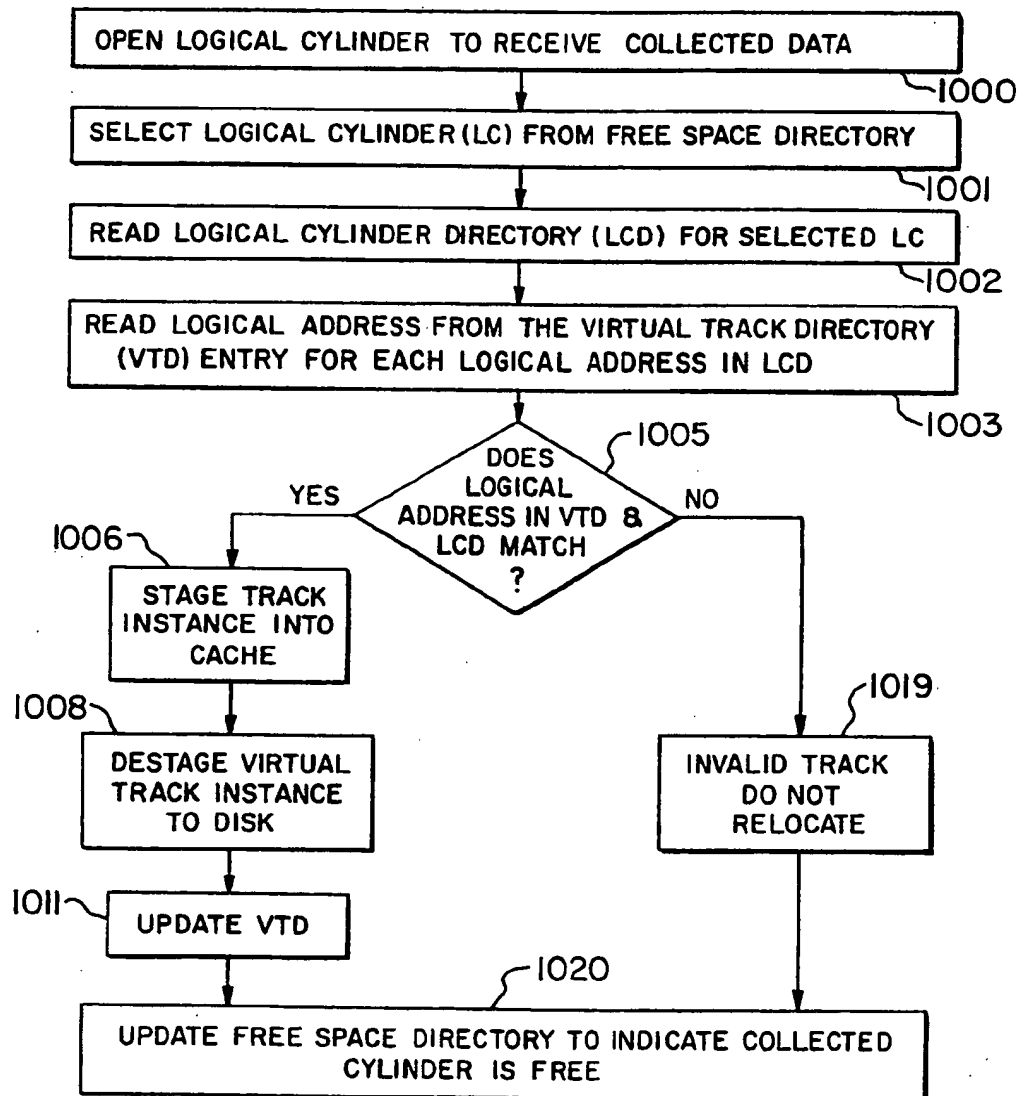 OPEN LOGICAL CYLINDER TO RECEIVE COLLECTED DATA
1000
SELECT LOGICAL CYLINDER (LC) FROM FREE SPACE DIRECTORY
1001
READ LOGICAL CYLINDER DIRECTORY (LCD) FOR SELECTED LC
1002
READ LOGICAL ADDRESS FROM THE VIRTUAL TRACK DIRECTORY
(VTD) ENTRY FOR EACH LOGICAL ADDRESS IN LCD
1003
1005
DOES
LOGICAL
ADDRESS IN VTD &
LCD MATCH
?
YES
NO
1006
STAGE TRACK
INSTANCE INTO
CACHE
1008
DESTAGE VIRTUAL
TRACK INSTANCE
TO DISK
1019
INVALID TRACK
DO NOT
RELOCATE
1011
UPDATE VTD
1020
UPDATE FREE SPACE DIRECTORY TO INDICATE COLLECTED
CYLINDER IS FREE